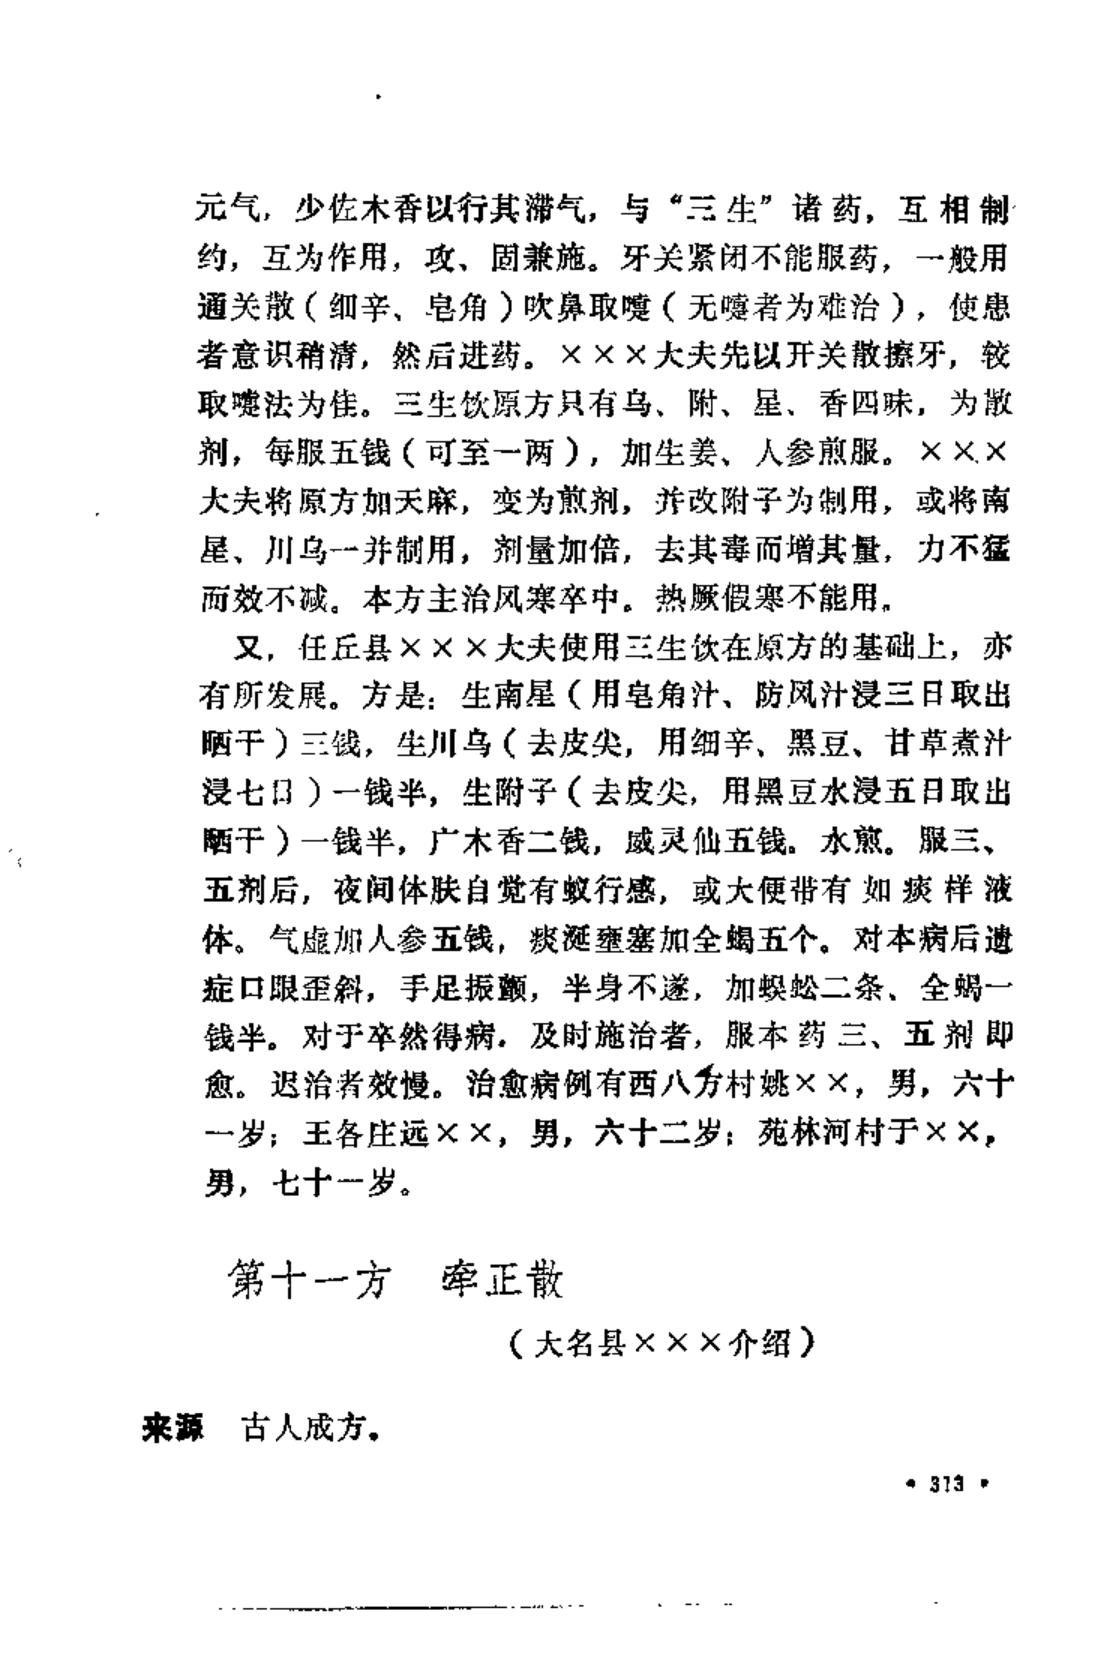 元气，少佐木香以行其滞气，与“三生”诸药，互相制
约，互为作用，攻、固兼施。牙关紧闭不能服药，一般用
通关散（细辛、皂角）吹鼻取嚏（无嚏者为难治），使患
者意识稍清，然后进药。×××大夫先以开关散擦牙，较
取嚏法为佳。三生饮原方只有乌、附、星、香四味，为散
剂，每服五钱（可至一两），加生姜、人参煎服。×××
大夫将原方加天麻，变为煎剂，并改附子为制用，或将南
星、川乌一并制用，剂量加倍，去其毒而增其量，力不猛
而效不减。本方主治风寒卒中。热厥假寒不能用。
又，任丘县×××大夫使用三生饮在原方的基础上，亦
有所发展。方是：生南星（用皂角汁、防风汁浸三日取出
晒干）三钱，生川乌（去皮尖，用细辛、黑豆、甘草煮汁
浸七日）一钱半，生附子（去皮尖，用黑豆水浸五日取出
晒干）一钱半，广木香二钱，威灵仙五钱。水煎。服三、
五剂后，夜间体肤自觉有蚁行感，或大便带有如痰样液
体。气虚加人参五钱，痰涎壅塞加全蝎五个。对本病后遗
症口眼歪斜，手足振颤，半身不遂，加蜈蚣二条、全蝎一
钱半。对于卒然得病．及时施治者，服本药三、五剂即
愈。迟治者效慢。治愈病例有西八方村姚××，男，六十
一岁；王各庄远××，男，六十二岁；苑林河村于××，
男，七十一岁。
第十一方　牵正散
（大名县×××介绍）
来源　古人成方。
• 313 •